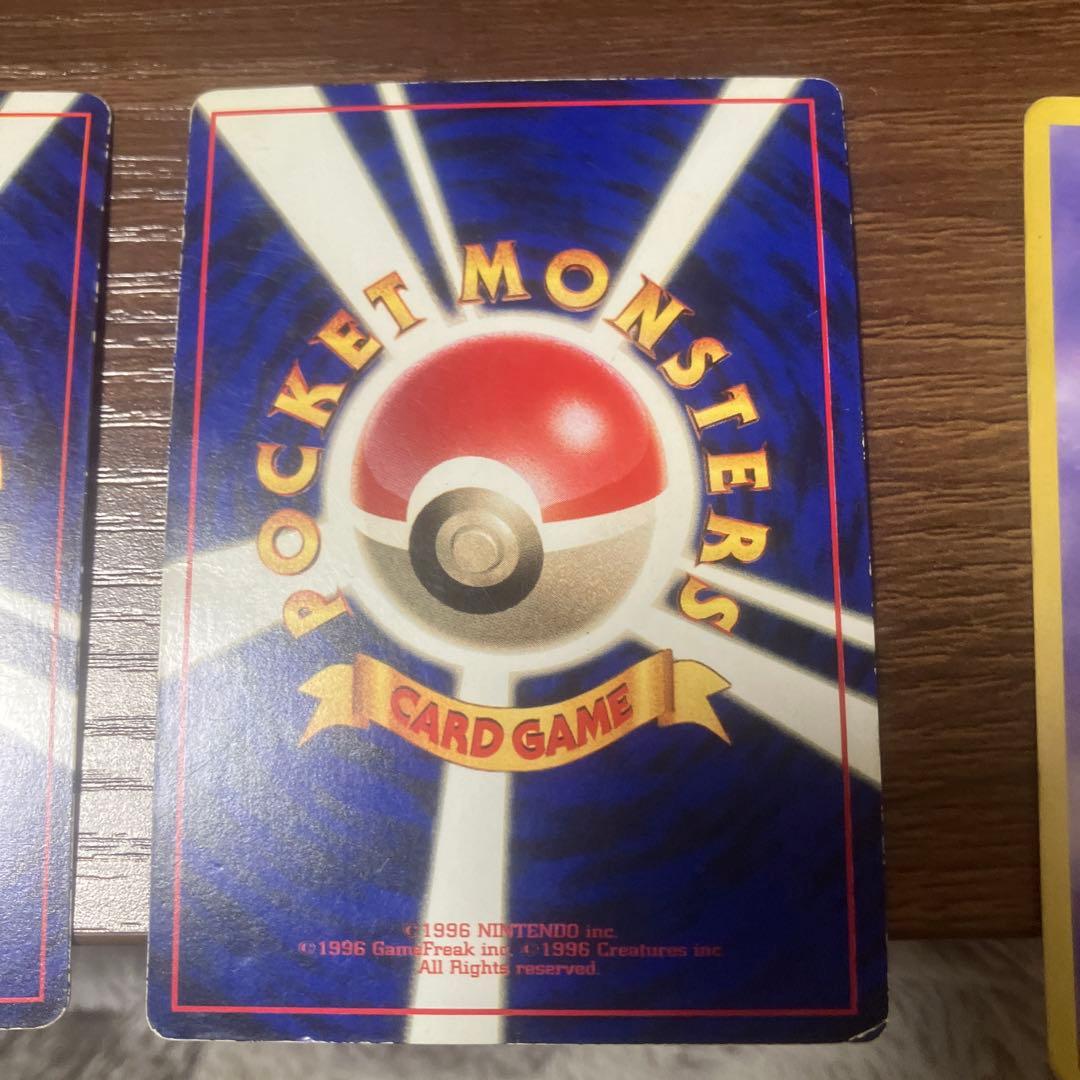 POCKET MONSTERS
CARD GAME
©1996 NINTENDO inc.
©1996 GameFreak inc. ©1996 Creatures inc.
All Rights reserved.